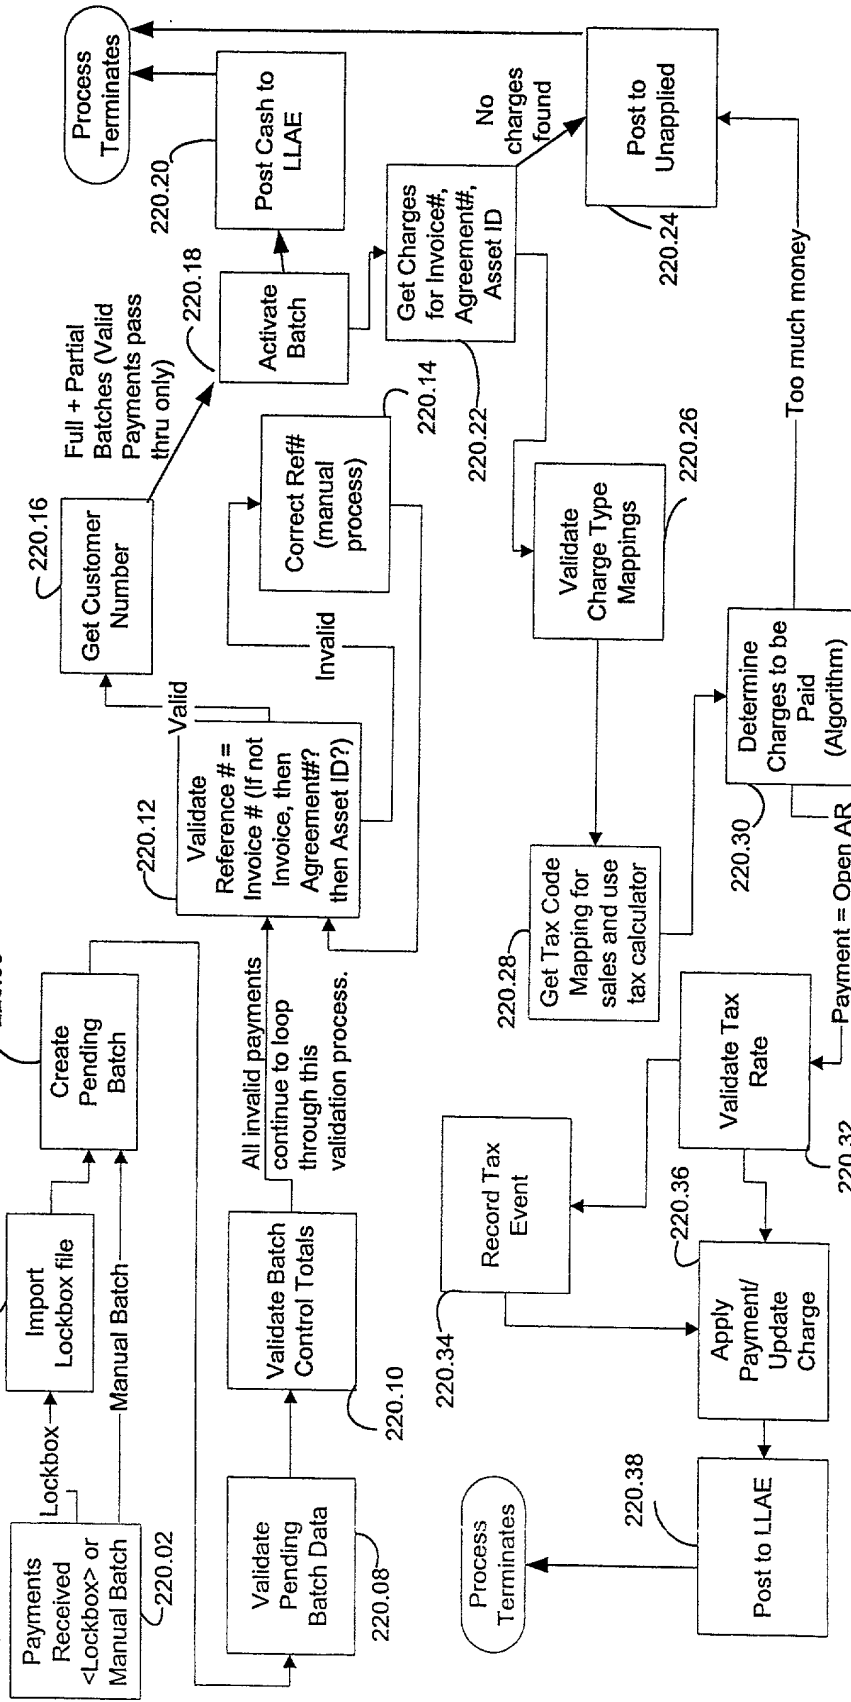 Payments
Received
<Lockbox> or
Manual Batch
220.02
Lockbox
Manual Batch
Import
Lockbox file
Create
Pending
Batch
Validate
Pending
Batch Data
220.08
Validate Batch
Control Totals
220.10
All invalid payments
continue to loop
through this
validation process.
220.12
Validate
Reference # =
Invoice # (If not
Invoice, then
Agreement#?
then Asset ID?)
Valid
Invalid
220.16
Get Customer
Number
Correct Ref#
(manual
process)
220.14
Full + Partial
Batches (Valid
Payments pass
thru only)
220.18
Activate
Batch
220.20
Post Cash to
LLAE
Process
Terminates
Get Charges
for Invoice#,
Agreement#,
Asset ID
220.22
No
charges
found
Post to
Unapplied
220.24
Validate
Charge Type
Mappings
220.26
220.28
Get Tax Code
Mapping for
sales and use
tax calculator
Determine
Charges to be
Paid
(Algorithm)
220.30
Too much money
Payment = Open AR
Validate Tax
Rate
220.32
Record Tax
Event
220.34
220.36
Apply
Payment/
Update
Charge
220.38
Post to LLAE
Process
Terminates